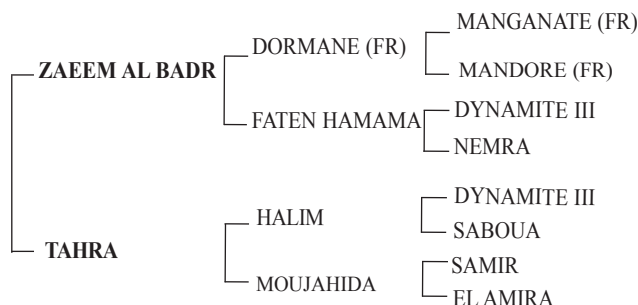 MANGANATE (FR)
DORMANE (FR)
ZAEEM AL BADR
MANDORE (FR)
DYNAMITE III
FATEN HAMAMA
NEMRA
DYNAMITE III
HALIM
SABOUA
TAHRA
SAMIR
MOUJAHIDA
EL AMIRA